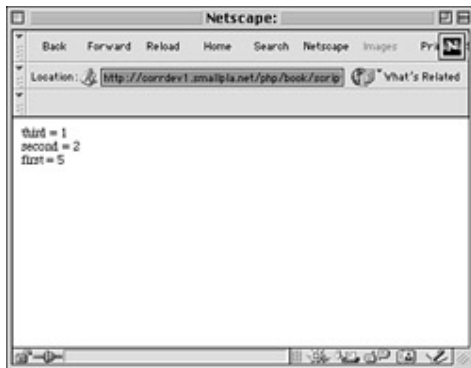 Netscape:
Back Forward Reload Home Search Netscape Images Pri N
Location: http://corrdev1.smallpla.net/php/book/scrip What's Related
third = 1
second = 2
first = 5